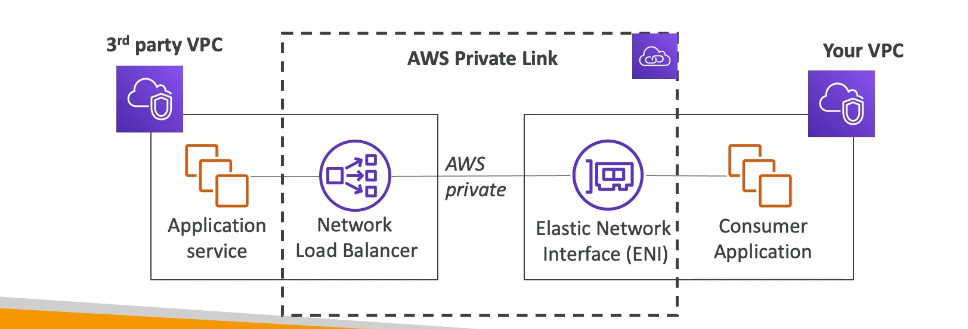 3rd party VPC
AWS Private Link
Your VPC
AWS
private
Application
service
Network
Load Balancer
Elastic Network
Interface (ENI)
Consumer
Application